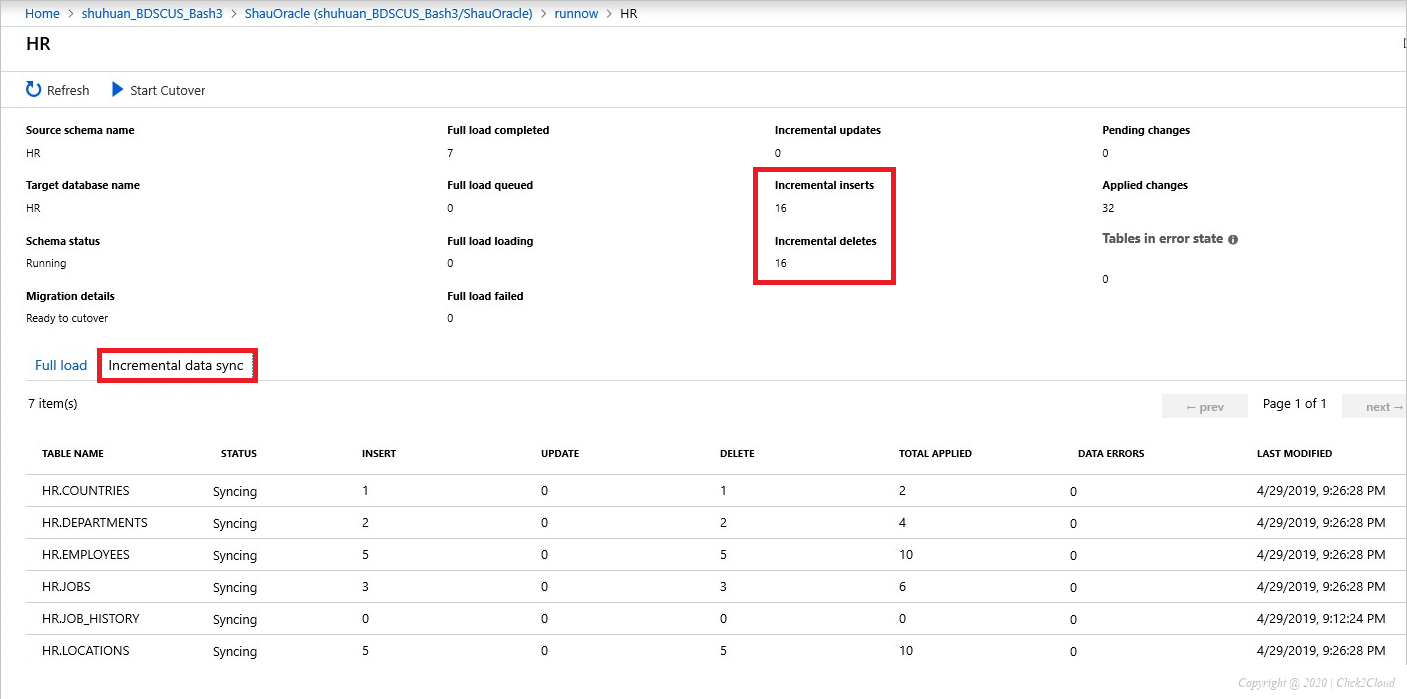 Home > shuhuan_BDSCUS_Bash3 > ShauOracle (shuhuan_BDSCUS_Bash3/ShauOracle) > runnow > HR
HR
Refresh Start Cutover
Source schema name Full load completed Incremental updates Pending changes
HR 7 0 0
Target database name Full load queued Incremental inserts Applied changes
HR 0 16 32
Schema status Full load loading Incremental deletes Tables in error state
Running 0 16 0
Migration details Full load failed
Ready to cutover 0
Full load Incremental data sync
7 item(s) ← prev Page 1 of 1 next →
TABLE NAME STATUS INSERT UPDATE DELETE TOTAL APPLIED DATA ERRORS LAST MODIFIED
HR.COUNTRIES Syncing 1 0 1 2 0 4/29/2019, 9:26:28 PM
HR.DEPARTMENTS Syncing 2 0 2 4 0 4/29/2019, 9:26:28 PM
HR.EMPLOYEES Syncing 5 0 5 10 0 4/29/2019, 9:26:28 PM
HR.JOBS Syncing 3 0 3 6 0 4/29/2019, 9:26:28 PM
HR.JOB_HISTORY Syncing 0 0 0 0 0 4/29/2019, 9:12:24 PM
HR.LOCATIONS Syncing 5 0 5 10 0 4/29/2019, 9:26:28 PM
Copyright @ 2020 | Click2Cloud